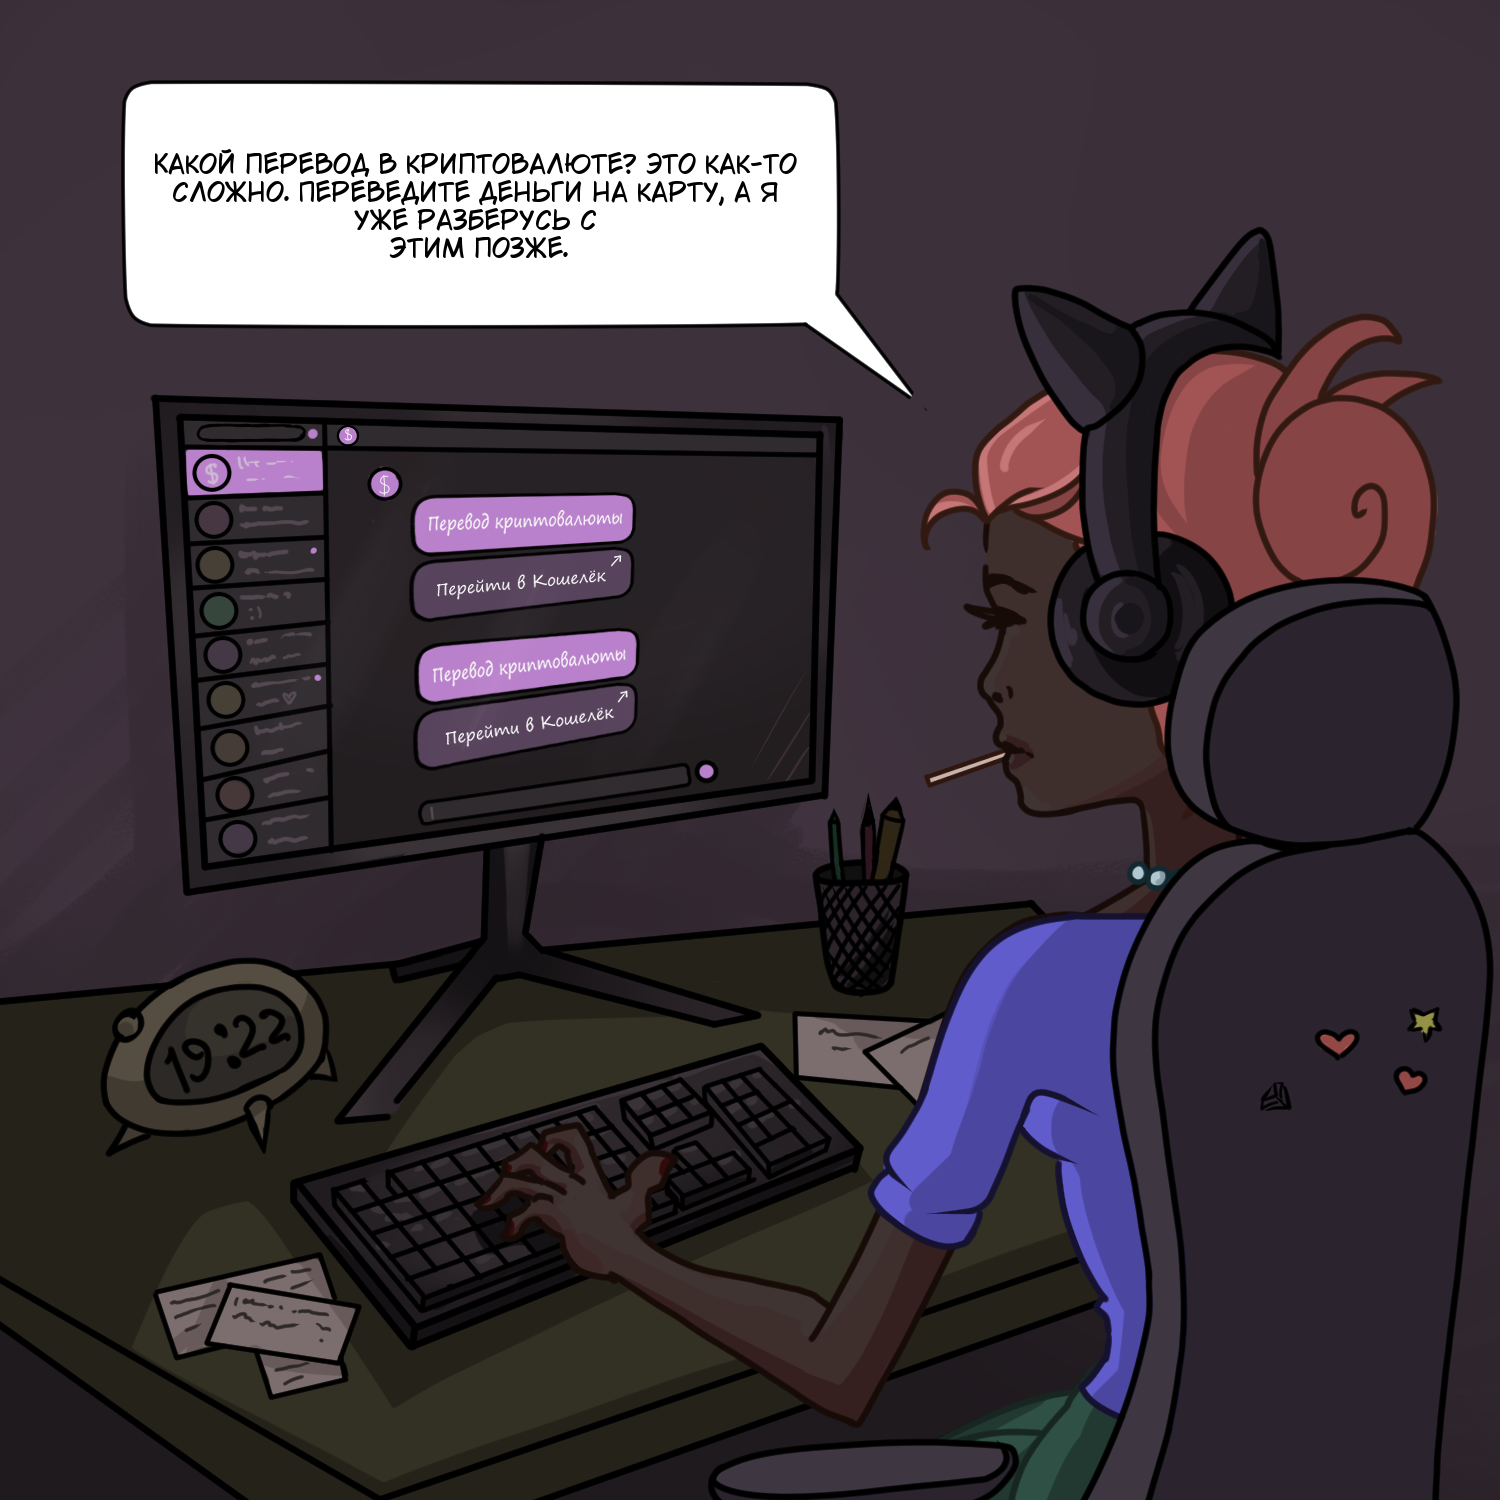 КАКОЙ ПЕРЕВОД В КРИПТОВАЛЮТЕ? ЭТО КАК-ТО
СЛОЖНО. ПЕРЕВЕДИТЕ ДЕНЬГИ НА КАРТУ, А Я
УЖЕ РАЗБЕРУСЬ С
ЭТИМ ПОЗЖЕ.
$
$
$
:)
Перевод криптовалюты
Перейти в Кошелёк
Перевод криптовалюты
Перейти в Кошелёк
19:22